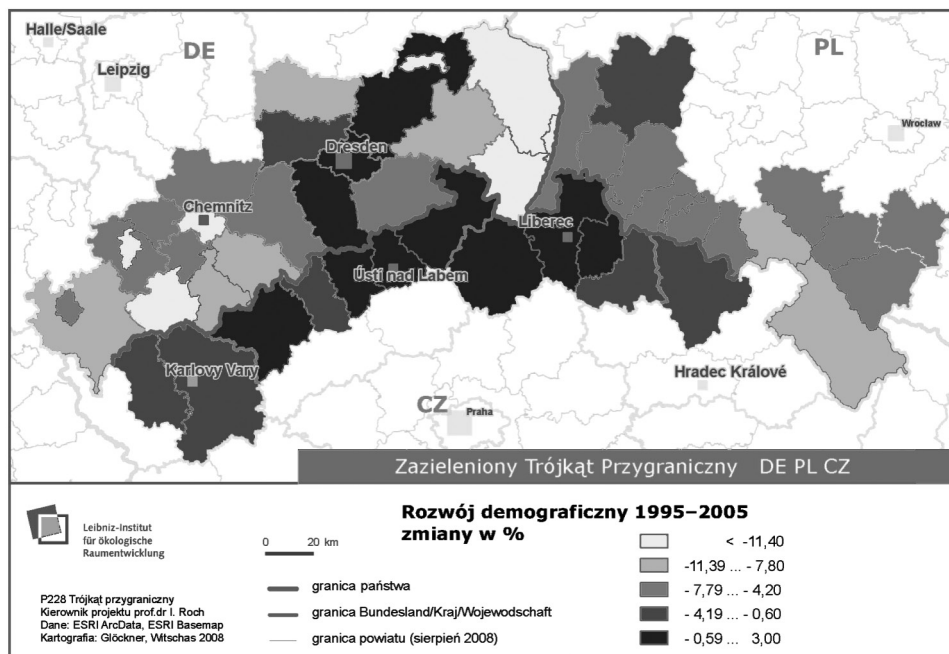 Halle/Saale
DE
PL
Leipzig
Wrocław
Dresden
Chemnitz
Liberec
Ústí nad Labem
Karlovy Vary
Hradec Králové
CZ
Praha
Zazieleniony Trójkąt Przygraniczny DE PL CZ
Leibniz-Institut
für ökologische
Raumentwicklung
0 20 km
P228 Trójkąt przygraniczny
Kierownik projektu prof.dr I. Roch
Dane: ESRI ArcData, ESRI Basemap
Kartografia: Glöckner, Witschas 2008
granica państwa
granica Bundesland/Kraj/Wojewodschaft
granica powiatu (sierpień 2008)
Rozwój demograficzny 1995–2005
zmiany w %
< -11,40
-11,39 ... - 7,80
-7,79 ... - 4,20
- 4,19 ... - 0,60
- 0,59 ... 3,00